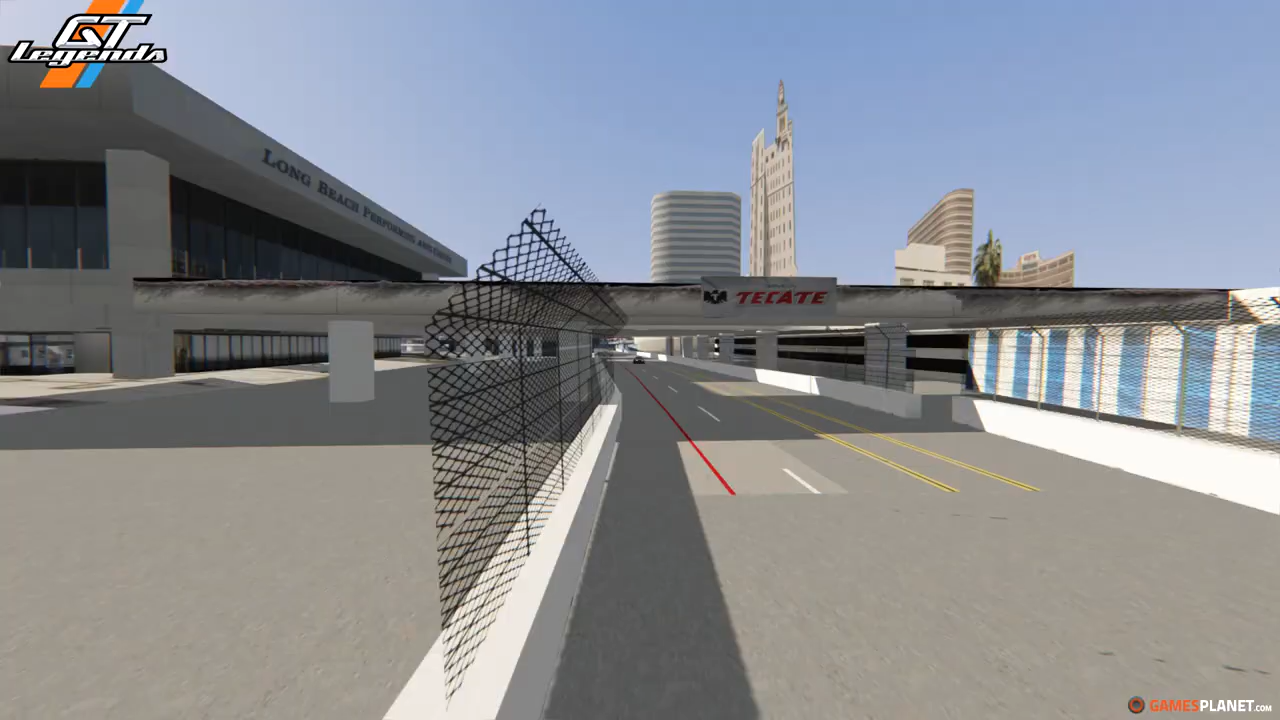 GT
Legends
LONG BEACH PERFORMING ARTS CENTER
TECATE
GAMESPLANET.COM